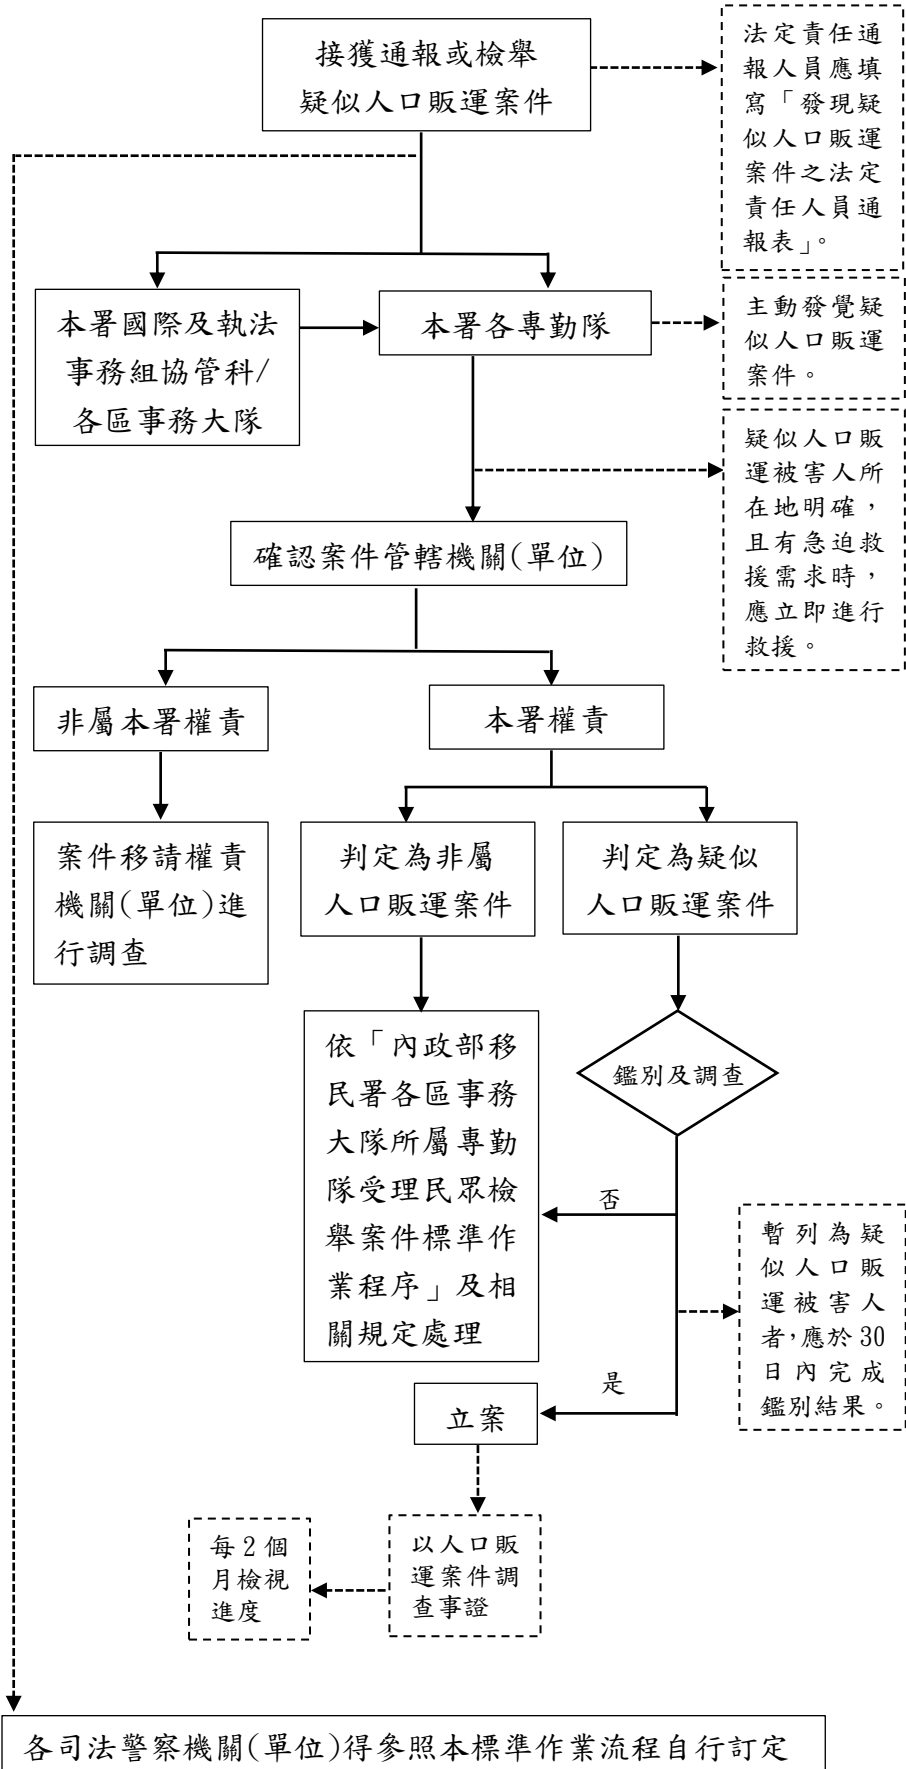 接獲通報或檢舉
疑似人口販運案件
法定責任通
報人員應填
寫「發現疑
似人口販運
案件之法定
責任人員通
報表」。
本署國際及執法
事務組協管科/
各區事務大隊
本署各專勤隊
主動發覺疑
似人口販運
案件。
疑似人口販
運被害人所
在地明確，
且有急迫救
援需求時，
應立即進行
救援。
確認案件管轄機關(單位)
非屬本署權責
本署權責
案件移請權責
機關(單位)進
行調查
判定為非屬
人口販運案件
判定為疑似
人口販運案件
依「內政部移
民署各區事務
大隊所屬專勤
隊受理民眾檢
舉案件標準作
業程序」及相
關規定處理
鑑別及調查
否
暫列為疑
似人口販
運被害人
者，應於 30
日內完成
鑑別結果。
是
立案
以人口販
運案件調
查事證
每 2 個
月檢視
進度
各司法警察機關(單位)得參照本標準作業流程自行訂定